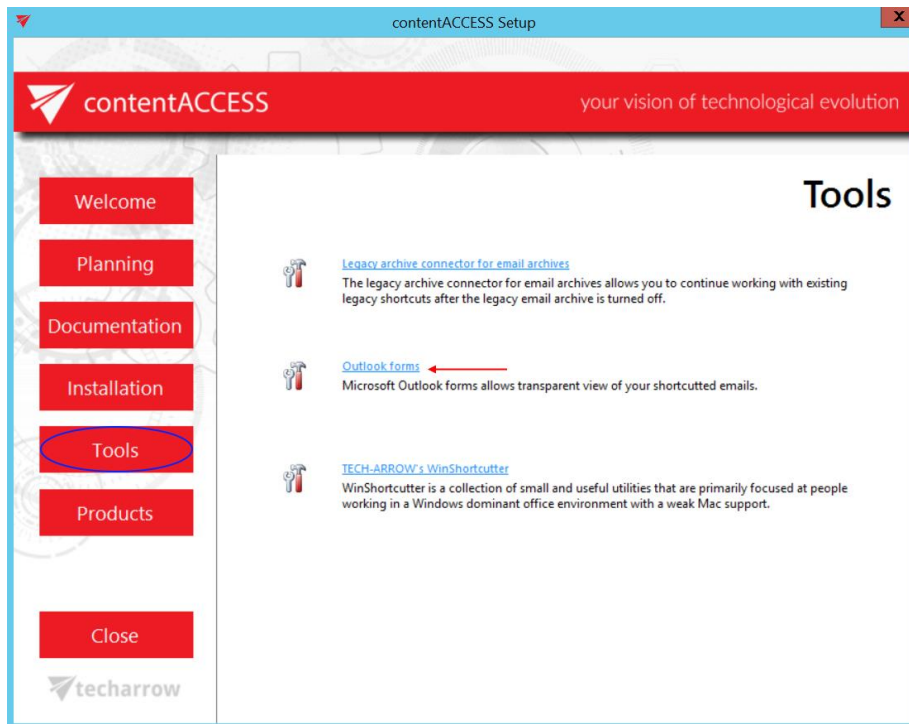 contentACCESS Setup
X
contentACCESS
your vision of technological evolution
Welcome
Planning
Documentation
Installation
Tools
Products
Close
techarrow
Tools
Legacy archive connector for email archives
The legacy archive connector for email archives allows you to continue working with existing
legacy shortcuts after the legacy email archive is turned off.
Outlook forms
Microsoft Outlook forms allows transparent view of your shortcutted emails.
TECH-ARROW's WinShortcutter
WinShortcutter is a collection of small and useful utilities that are primarily focused at people
working in a Windows dominant office environment with a weak Mac support.